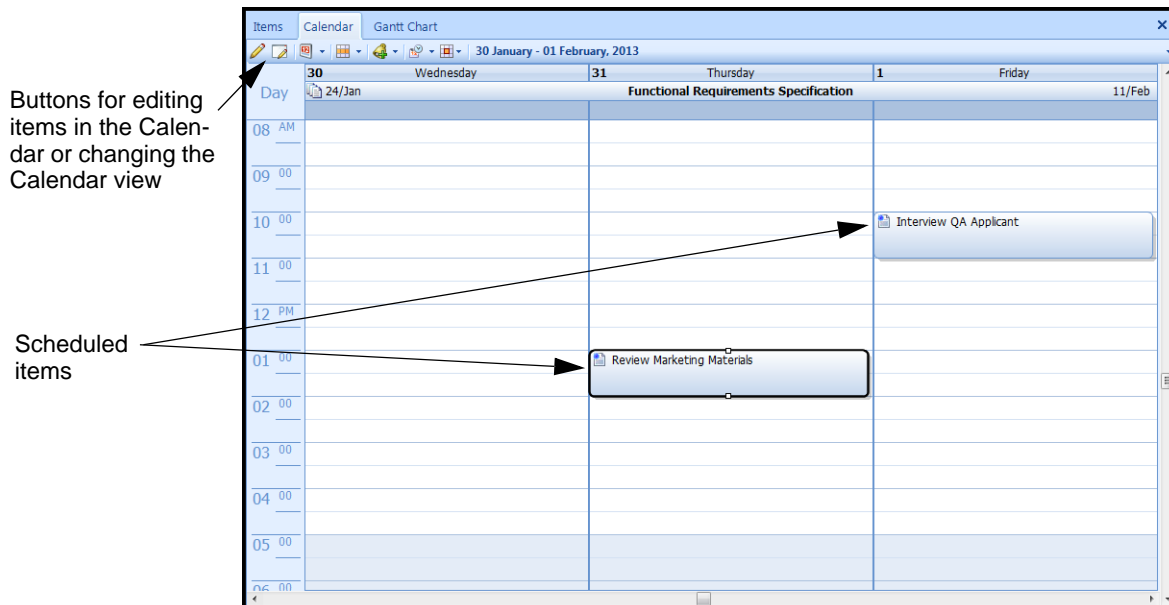 Items Calendar Gantt Chart
30 January - 01 February, 2013
30 Wednesday 31 Thursday 1 Friday
Day
24/Jan Functional Requirements Specification 11/Feb
Buttons for editing
items in the Calen-
dar or changing the
Calendar view
08 AM
09 00
10 00
Interview QA Applicant
11 00
12 PM
Scheduled
items
01 00
Review Marketing Materials
02 00
03 00
04 00
05 00
06 00